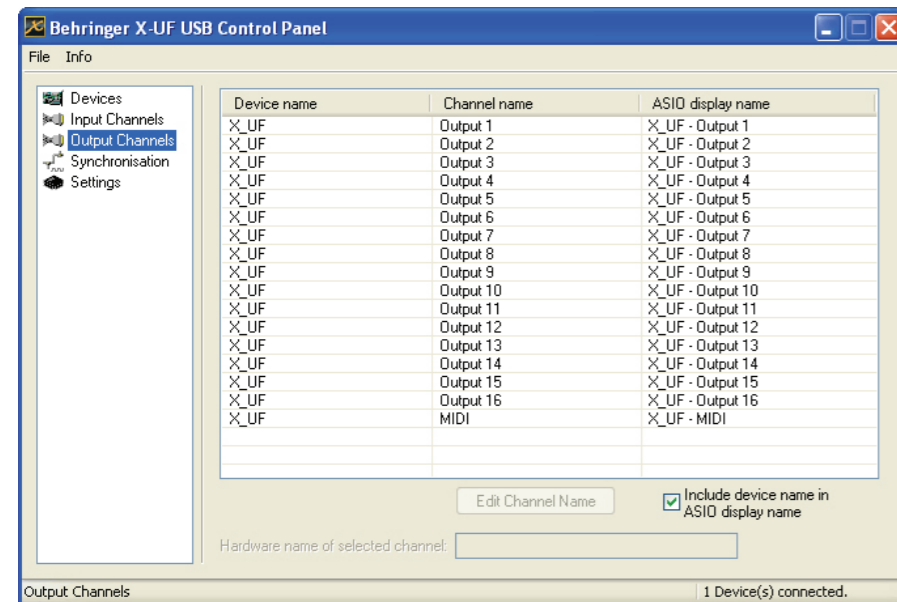 Behringer X-UF USB Control Panel
File Info
Devices
Input Channels
Output Channels
Synchronisation
Settings
Device name Channel name ASIO display name
X_UF Output 1 X_UF - Output 1
X_UF Output 2 X_UF - Output 2
X_UF Output 3 X_UF - Output 3
X_UF Output 4 X_UF - Output 4
X_UF Output 5 X_UF - Output 5
X_UF Output 6 X_UF - Output 6
X_UF Output 7 X_UF - Output 7
X_UF Output 8 X_UF - Output 8
X_UF Output 9 X_UF - Output 9
X_UF Output 10 X_UF - Output 10
X_UF Output 11 X_UF - Output 11
X_UF Output 12 X_UF - Output 12
X_UF Output 13 X_UF - Output 13
X_UF Output 14 X_UF - Output 14
X_UF Output 15 X_UF - Output 15
X_UF Output 16 X_UF - Output 16
X_UF MIDI X_UF - MIDI
Edit Channel Name
Include device name in
ASIO display name
Hardware name of selected channel:
Output Channels 1 Device(s) connected.